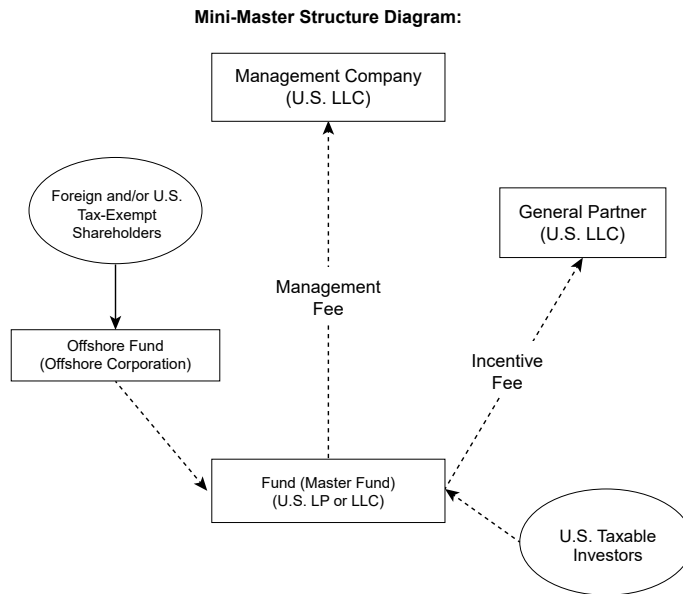 Mini-Master Structure Diagram:
Management Company
(U.S. LLC)
Foreign and/or U.S.
Tax-Exempt
Shareholders
General Partner
(U.S. LLC)
Management
Fee
Offshore Fund
(Offshore Corporation)
Incentive
Fee
Fund (Master Fund)
(U.S. LP or LLC)
U.S. Taxable
Investors